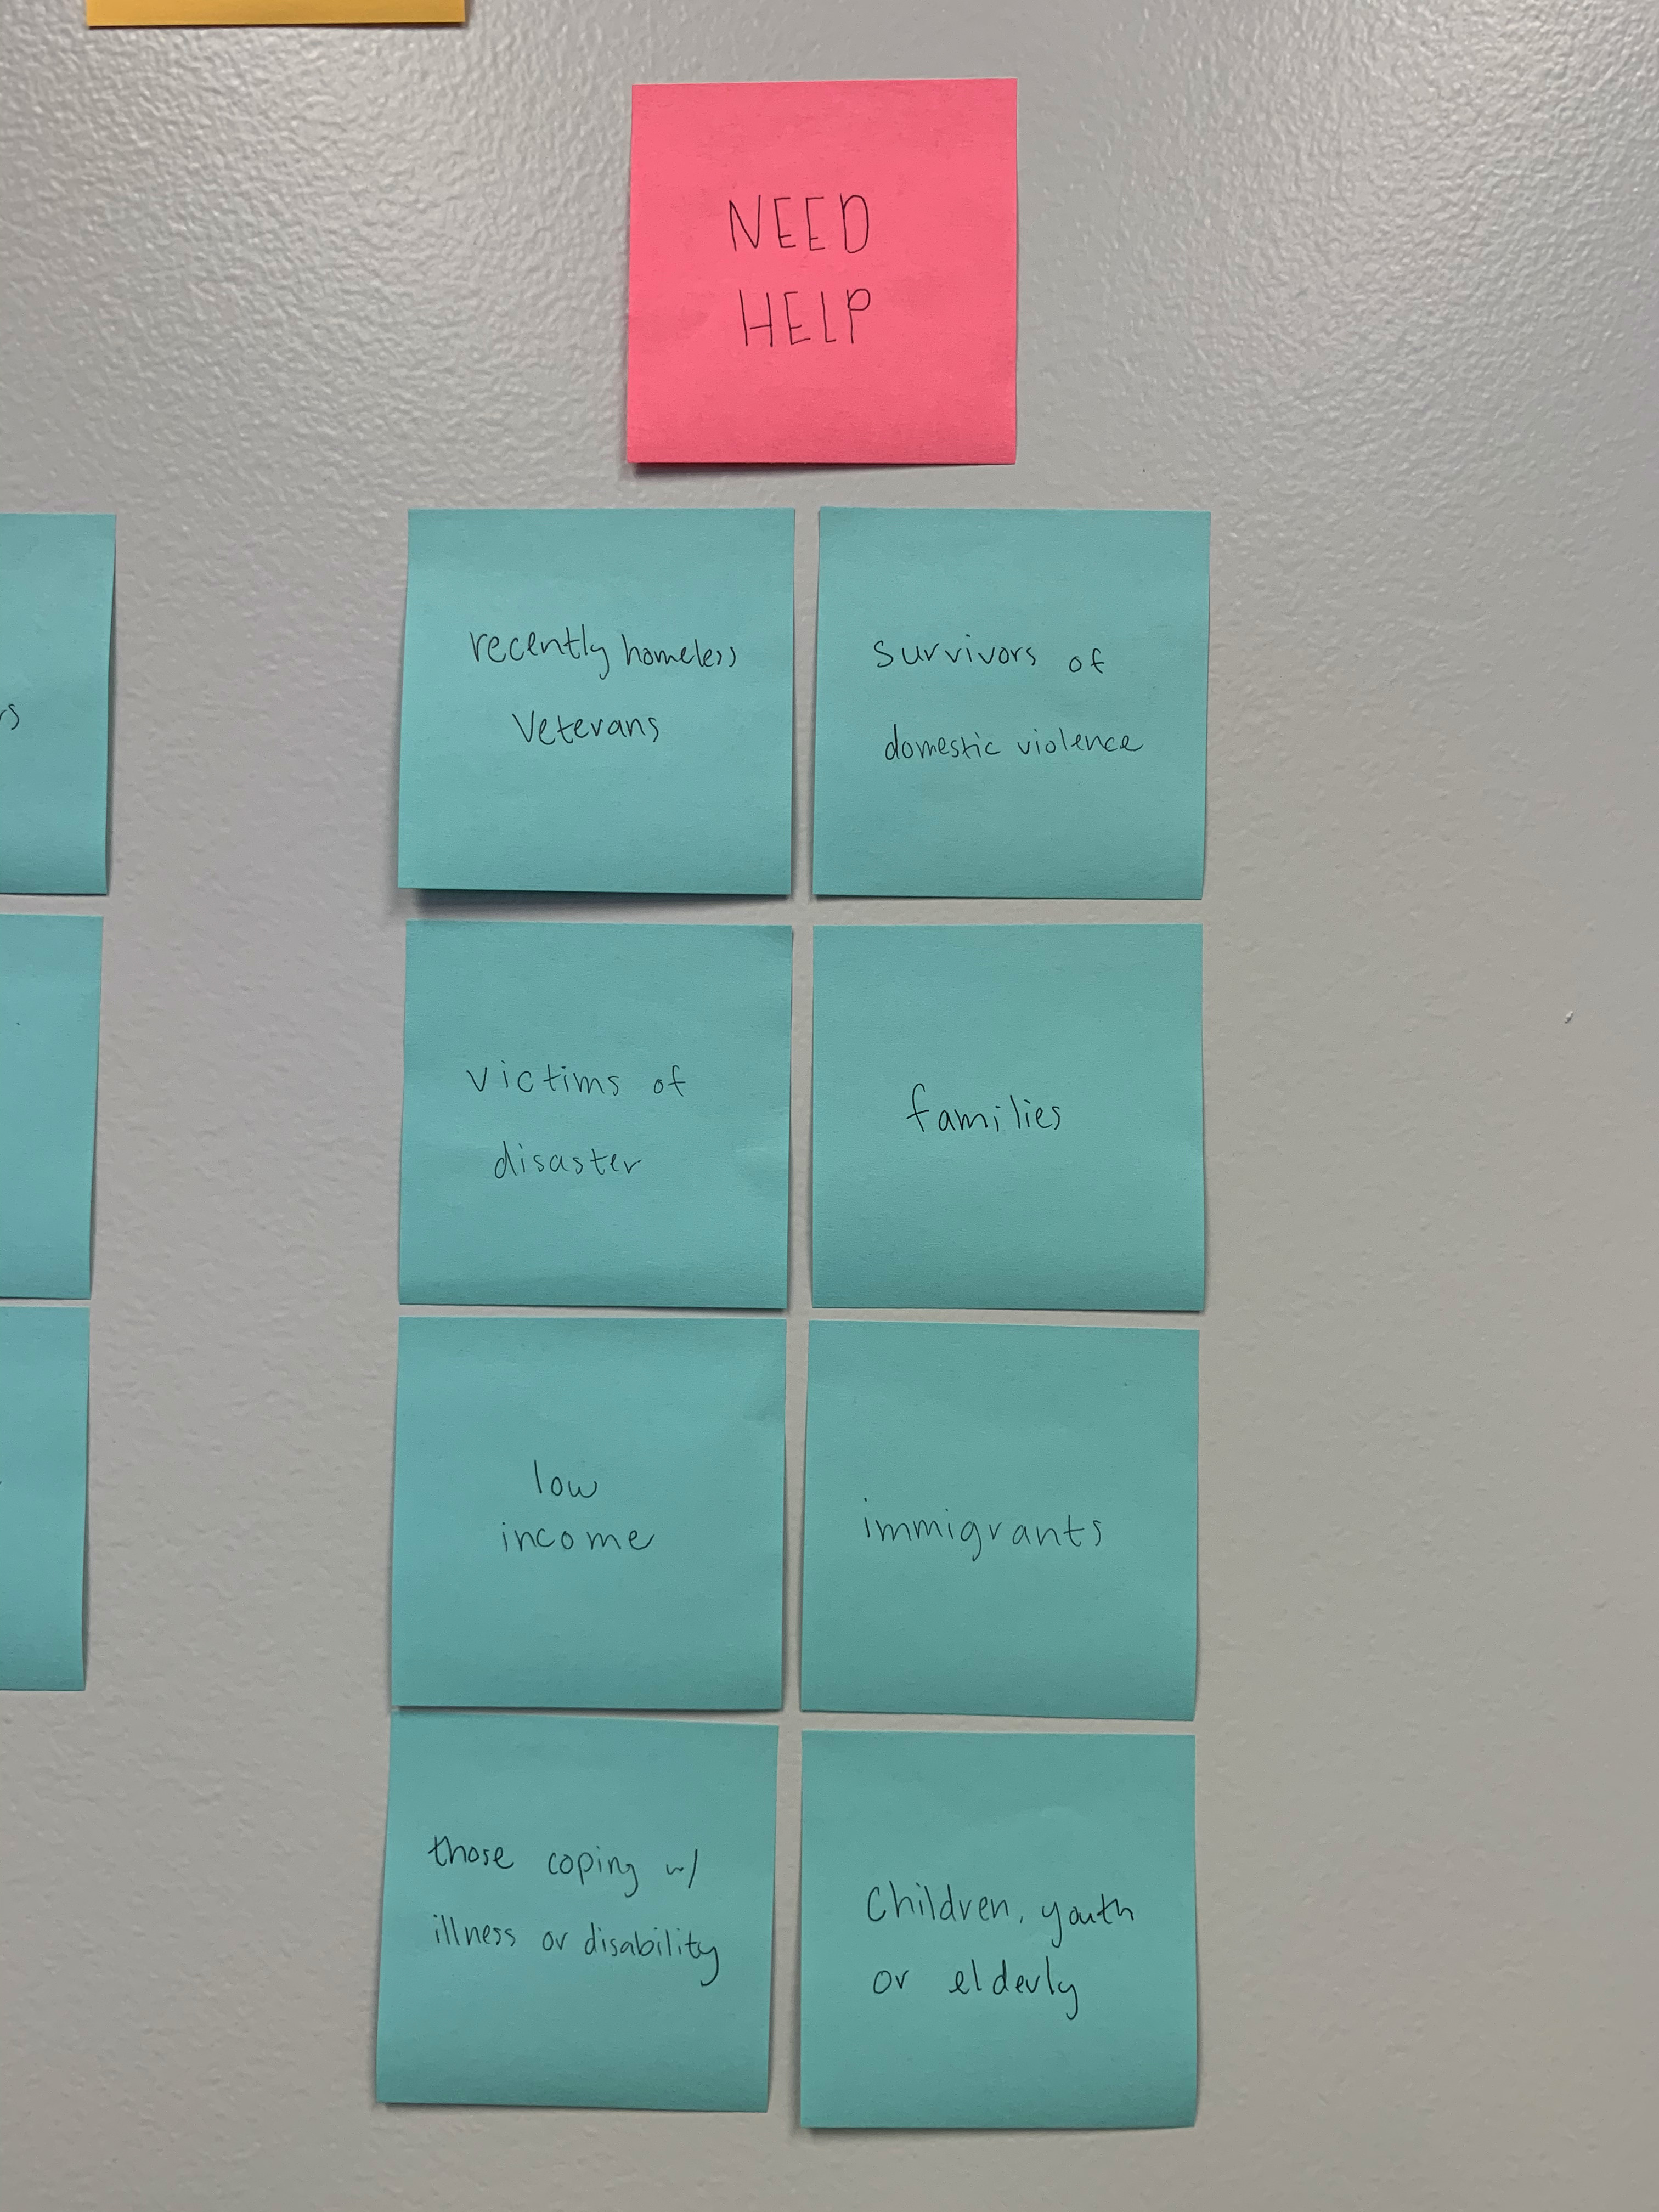 NEED
HELP
recently homeless
Veterans
survivors of
domestic violence
victims of
disaster
families
low
income
immigrants
those coping w/
illness or disability
Children, youth
or elderly